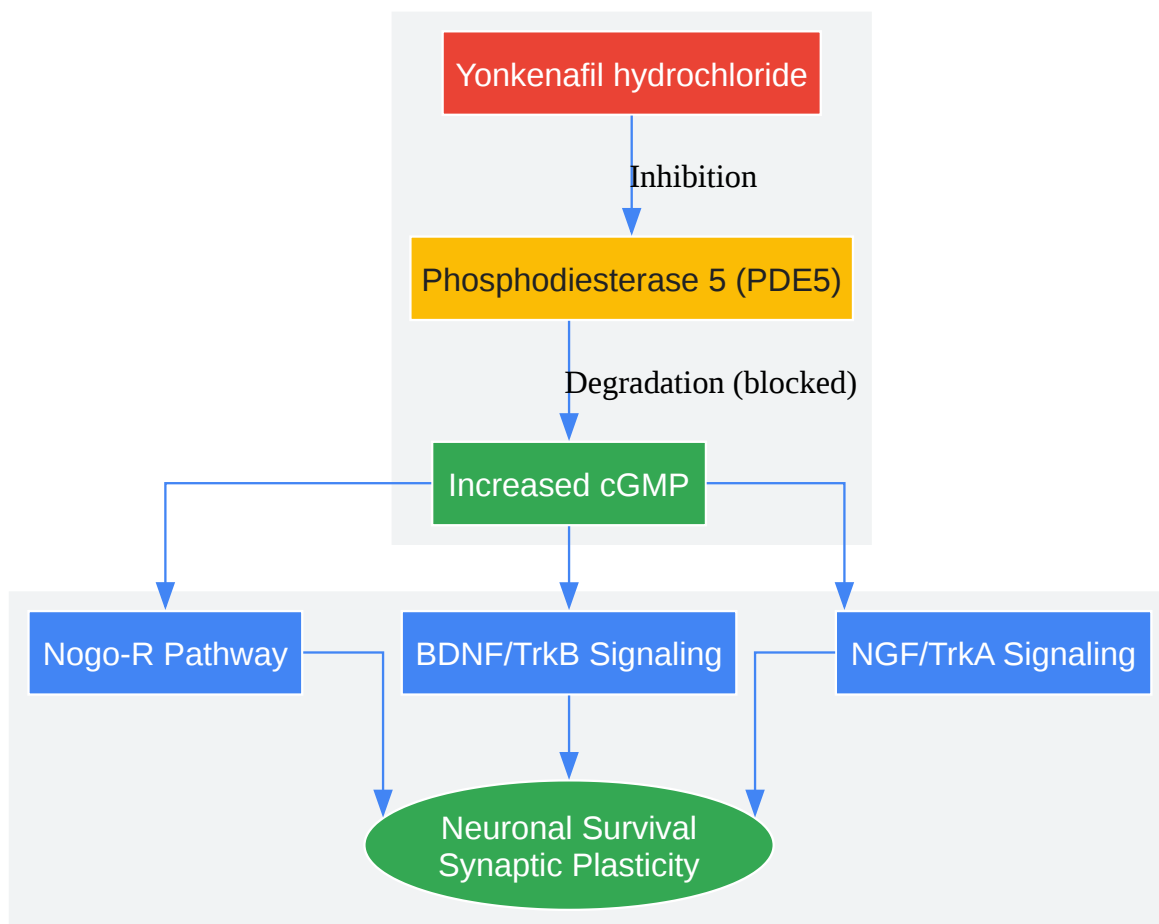 Yonkenafil hydrochloride
Inhibition
Phosphodiesterase 5 (PDE5)
Degradation (blocked)
Increased cGMP
Nogo-R Pathway
BDNF/TrkB Signaling
NGF/TrkA Signaling
Neuronal Survival
Synaptic Plasticity